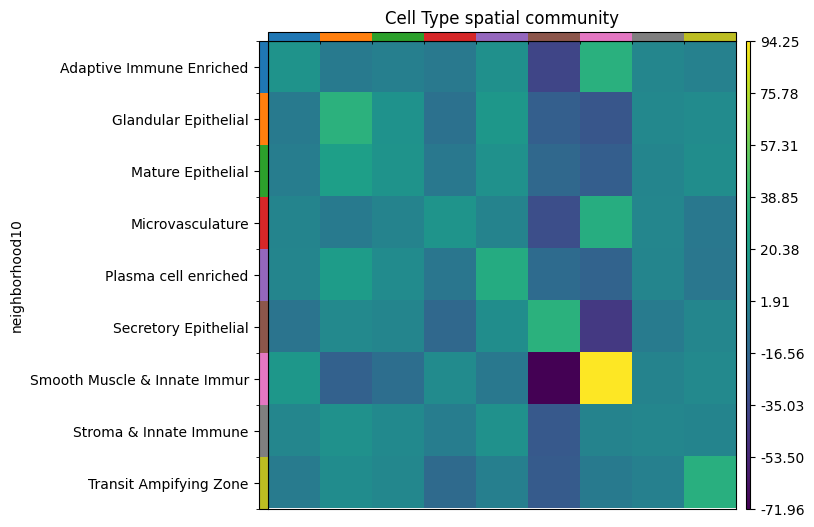 Cell Type spatial community
neighborhood10
Adaptive Immune Enriched
Glandular Epithelial
Mature Epithelial
Microvasculature
Plasma cell enriched
Secretory Epithelial
Smooth Muscle & Innate Immur
Stroma & Innate Immune
Transit Ampifying Zone
94.25
75.78
57.31
38.85
20.38
1.91
-16.56
-35.03
-53.50
-71.96